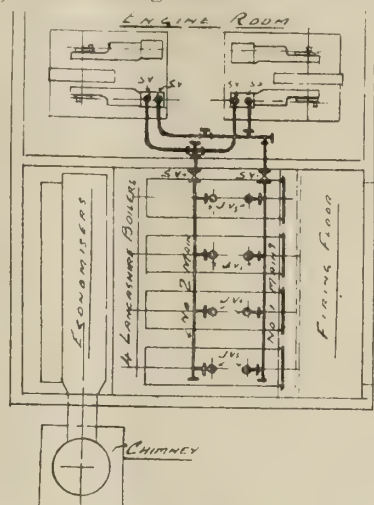 ENGINE ROOM
SV
SV
SV
SV
SV
SV
ECONOMISERS
4 LANCASHIRE BOILERS
NO 2 MAIN
NO 1 MAINS
FIRING FLOOR
JVS
JVS
JVS
JVS
CHIMNEY